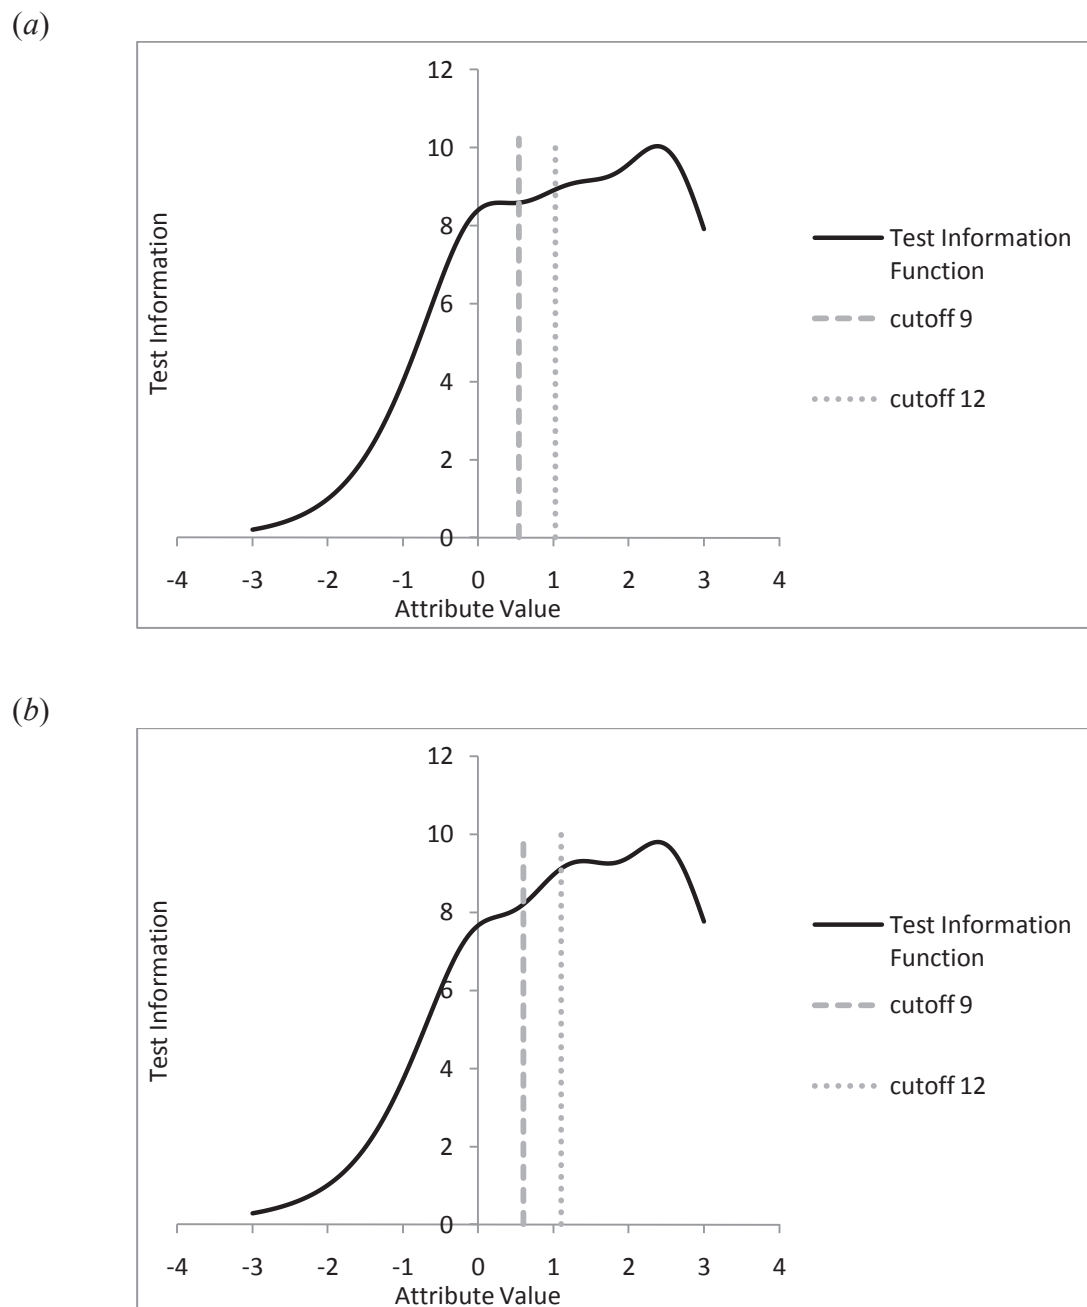 (a)
12
10
8
6
4
2
0
-4 -3 -2 -1 0 1 2 3 4
Test Information
Attribute Value
Test Information
Function
cutoff 9
cutoff 12
(b)
12
10
8
6
4
2
0
-4 -3 -2 -1 0 1 2 3 4
Test Information
Attribute Value
Test Information
Function
cutoff 9
cutoff 12